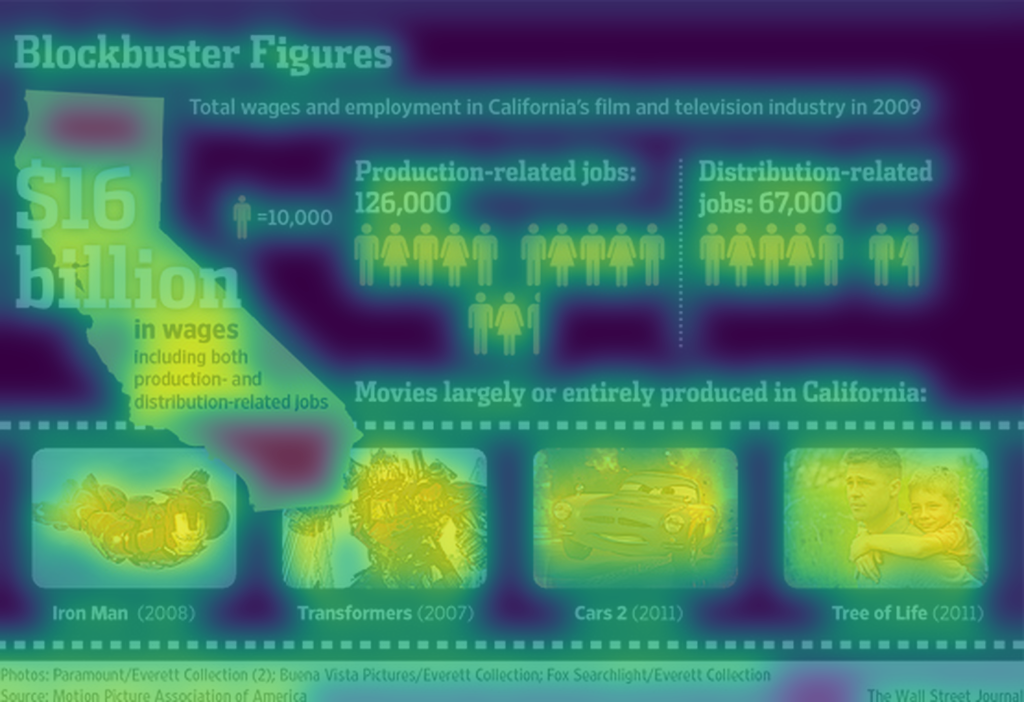 Blockbuster Figures
Total wages and employment in California's film and television industry in 2009
$16
billion
in wages
including both
production- and
distribution-related jobs
=10,000
Production-related jobs:
126,000
Distribution-related
jobs: 67,000
Movies largely or entirely produced in California:
Iron Man (2008)
Transformers (2007)
Cars 2 (2011)
Tree of Life (2011)
Photos: Paramount/Everett Collection (2); Buena Vista Pictures/Everett Collection; Fox Searchlight/Everett Collection
Source: Motion Picture Association of America
The Wall Street Journal